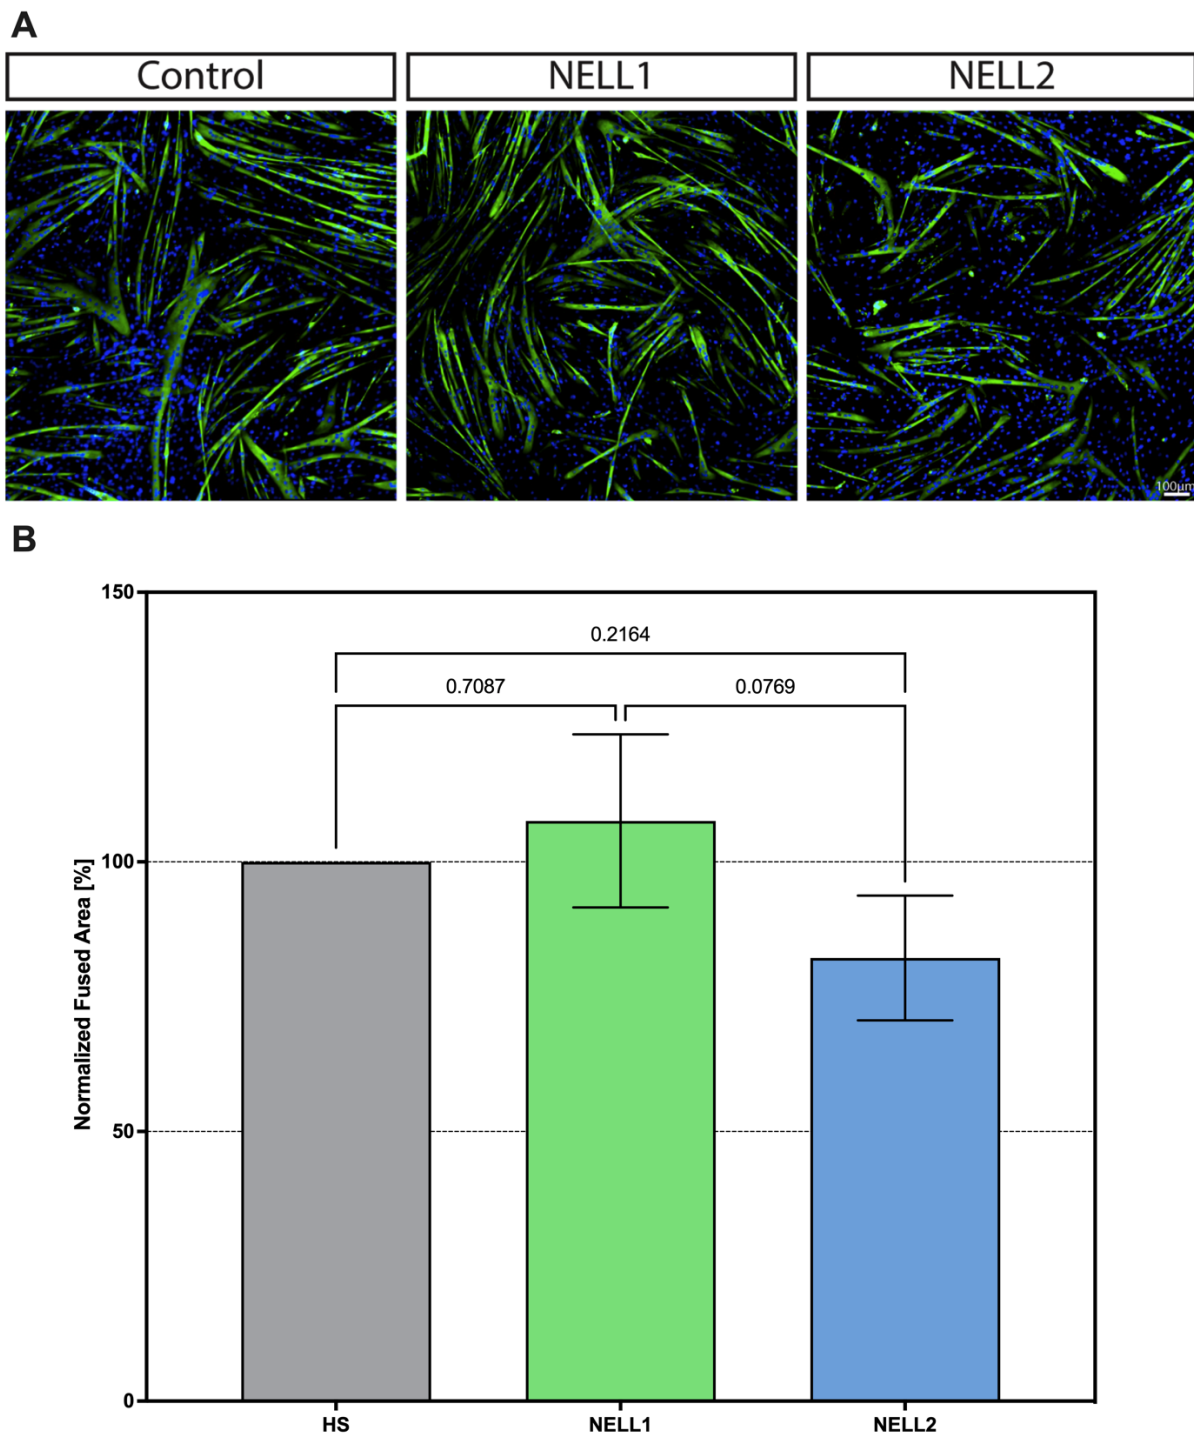 A
Control NELL1 NELL2
100µm
B
150
0.2164
0.7087 0.0769
100
Normalized Fused Area [%]
50
0
HS NELL1 NELL2